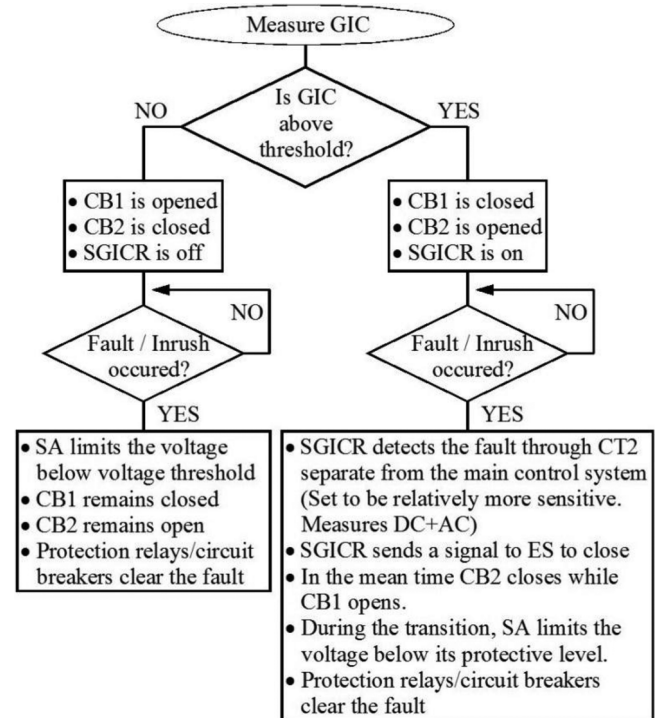 Measure GIC
Is GIC
above
threshold?
NO
YES
• CB1 is opened
• CB2 is closed
• SGICR is off
• CB1 is closed
• CB2 is opened
• SGICR is on
NO
NO
Fault / Inrush
occured?
Fault / Inrush
occured?
YES
YES
• SA limits the voltage
below voltage threshold
• CB1 remains closed
• CB2 remains open
• Protection relays/circuit
breakers clear the fault
• SGICR detects the fault through CT2
separate from the main control system
(Set to be relatively more sensitive.
Measures DC+AC)
• SGICR sends a signal to ES to close
• In the mean time CB2 closes while
CB1 opens.
• During the transition, SA limits the
voltage below its protective level.
• Protection relays/circuit breakers
clear the fault